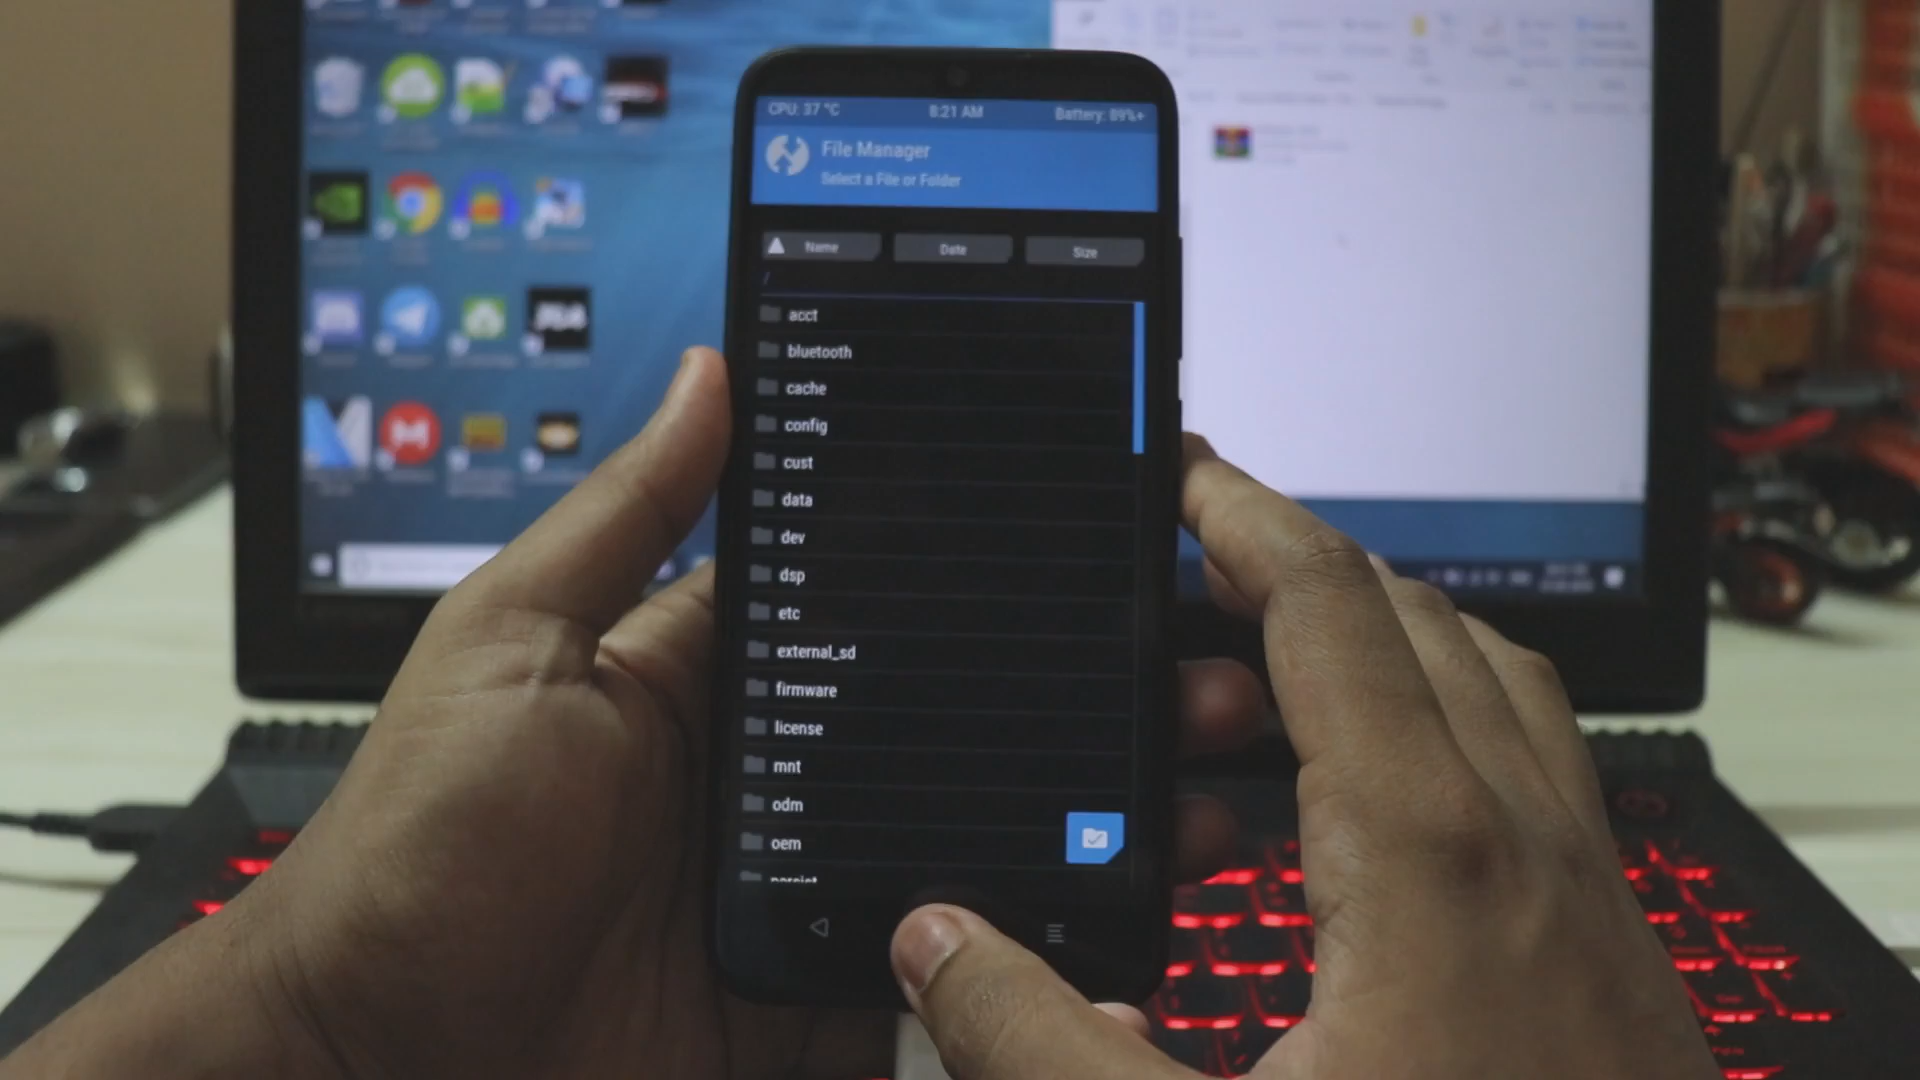 CPU: 37 °C 8:21 AM Battery: 89%+
File Manager
Select a File or Folder
Name Date Size
/
acct
bluetooth
cache
config
cust
data
dev
dsp
etc
external_sd
firmware
license
mnt
odm
oem
persist